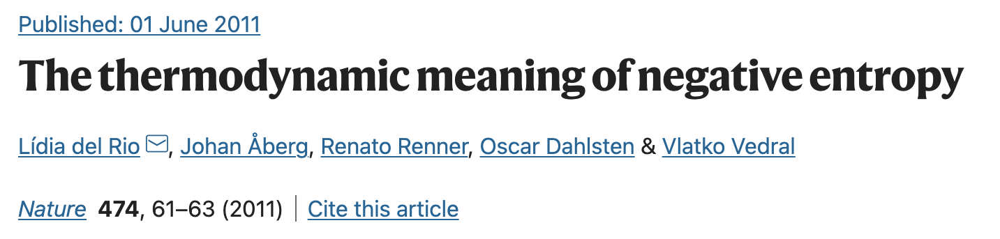 Published: 01 June 2011
The thermodynamic meaning of negative entropy
Lídia del Rio, Johan Åberg, Renato Renner, Oscar Dahlsten & Vlatko Vedral
Nature 474, 61–63 (2011) | Cite this article